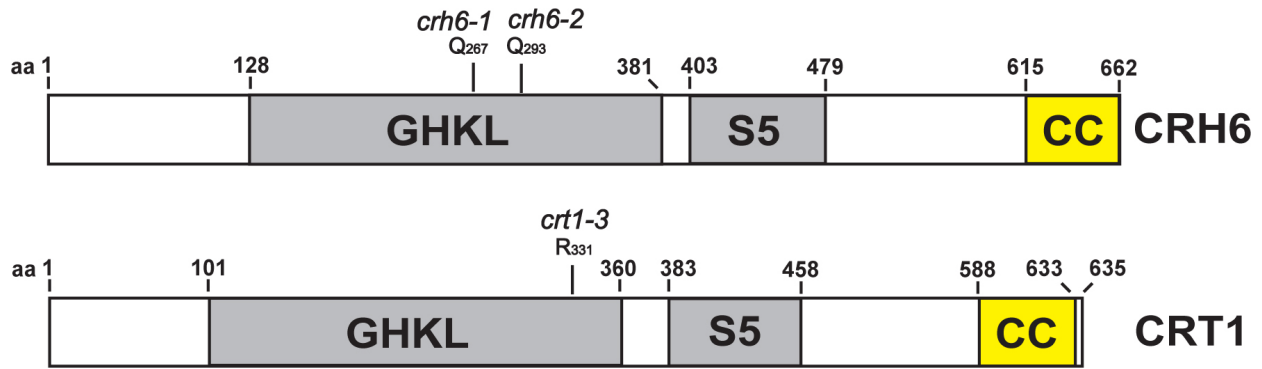 crh6-1 crh6-2
Q267 Q293
aa 1 128 381 403 479 615 662
GHKL S5 CC CRH6
crt1-3
R331
aa 1 101 360 383 458 588 633 635
GHKL S5 CC CRT1